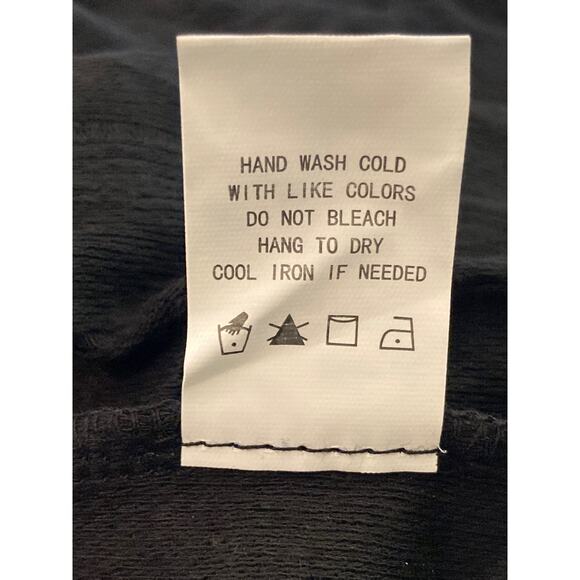 HAND WASH COLD
WITH LIKE COLORS
DO NOT BLEACH
HANG TO DRY
COOL IRON IF NEEDED